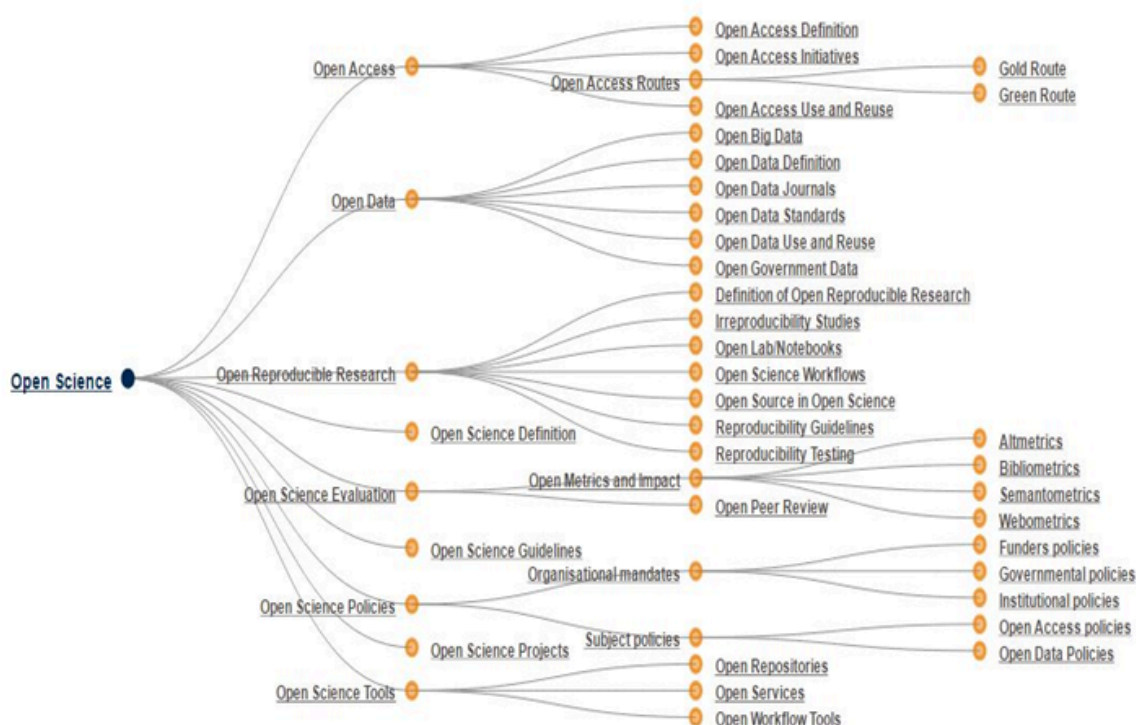 Open Science
Open Access
Open Access Definition
Open Access Initiatives
Open Access Routes
Gold Route
Green Route
Open Access Use and Reuse
Open Data
Open Big Data
Open Data Definition
Open Data Journals
Open Data Standards
Open Data Use and Reuse
Open Government Data
Open Reproducible Research
Definition of Open Reproducible Research
Irreproducibility Studies
Open Lab/Notebooks
Open Science Workflows
Open Source in Open Science
Reproducibility Guidelines
Reproducibility Testing
Open Science Definition
Open Science Evaluation
Open Metrics and Impact
Altmetrics
Bibliometrics
Semantometrics
Webometrics
Open Peer Review
Open Science Guidelines
Open Science Policies
Organisational mandates
Funders policies
Governmental policies
Institutional policies
Subject policies
Open Access policies
Open Data Policies
Open Science Projects
Open Science Tools
Open Repositories
Open Services
Open Workflow Tools